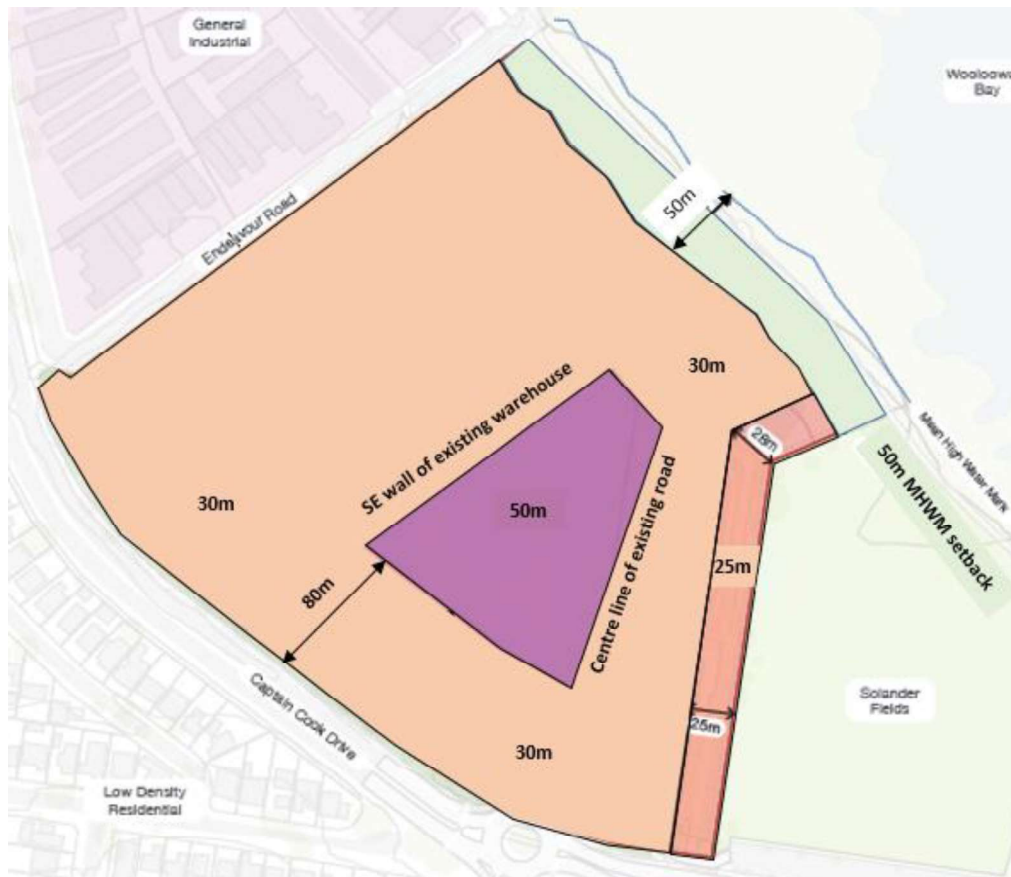 General
Industrial
Bay
Endeavour Road
50m
30m
SE wall of existing warehouse
28m
Mean High Water Mark
50m MHWM setback
30m
50m
Centre line of existing road
25m
80m
Solander
Fields
Captain Cook Drive
25m
30m
Low Density
Residential